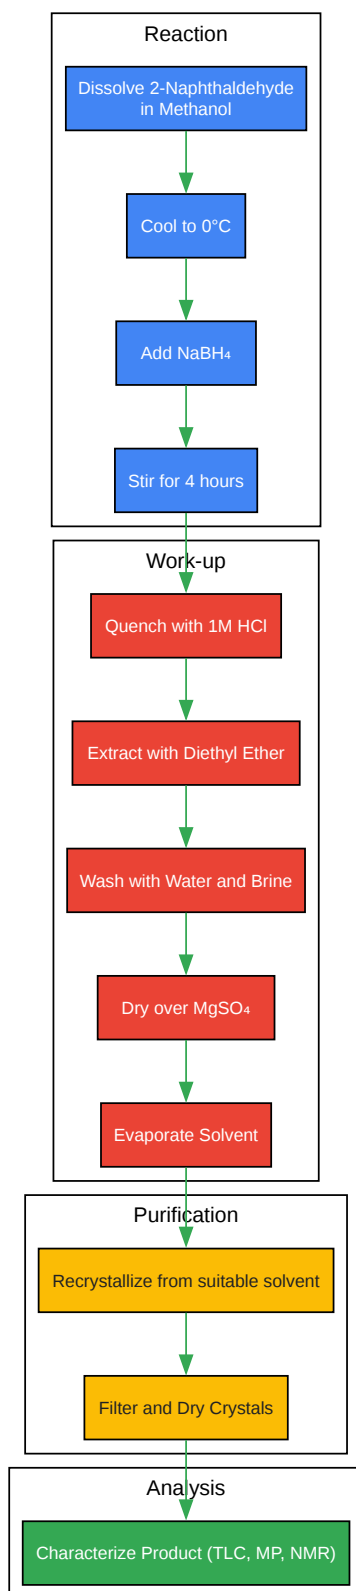 Reaction
Dissolve 2-Naphthaldehyde
in Methanol
Cool to 0°C
Add NaBH₄
Stir for 4 hours
Work-up
Quench with 1M HCl
Extract with Diethyl Ether
Wash with Water and Brine
Dry over MgSO₄
Evaporate Solvent
Purification
Recrystallize from suitable solvent
Filter and Dry Crystals
Analysis
Characterize Product (TLC, MP, NMR)